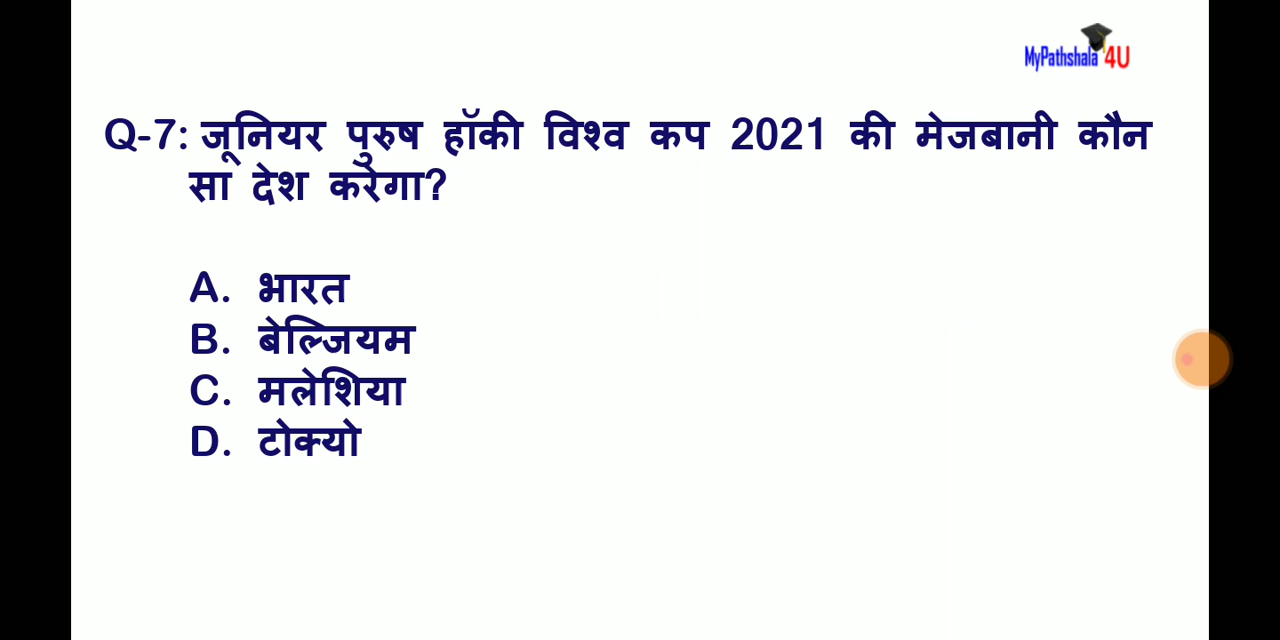 MyPathshala 4U
Q-7: जूनियर पुरुष हॉकी विश्व कप 2021 की मेजबानी कौन
सा देश करेगा?
A. भारत
B. बेल्जियम
C. मलेशिया
D. टोक्यो